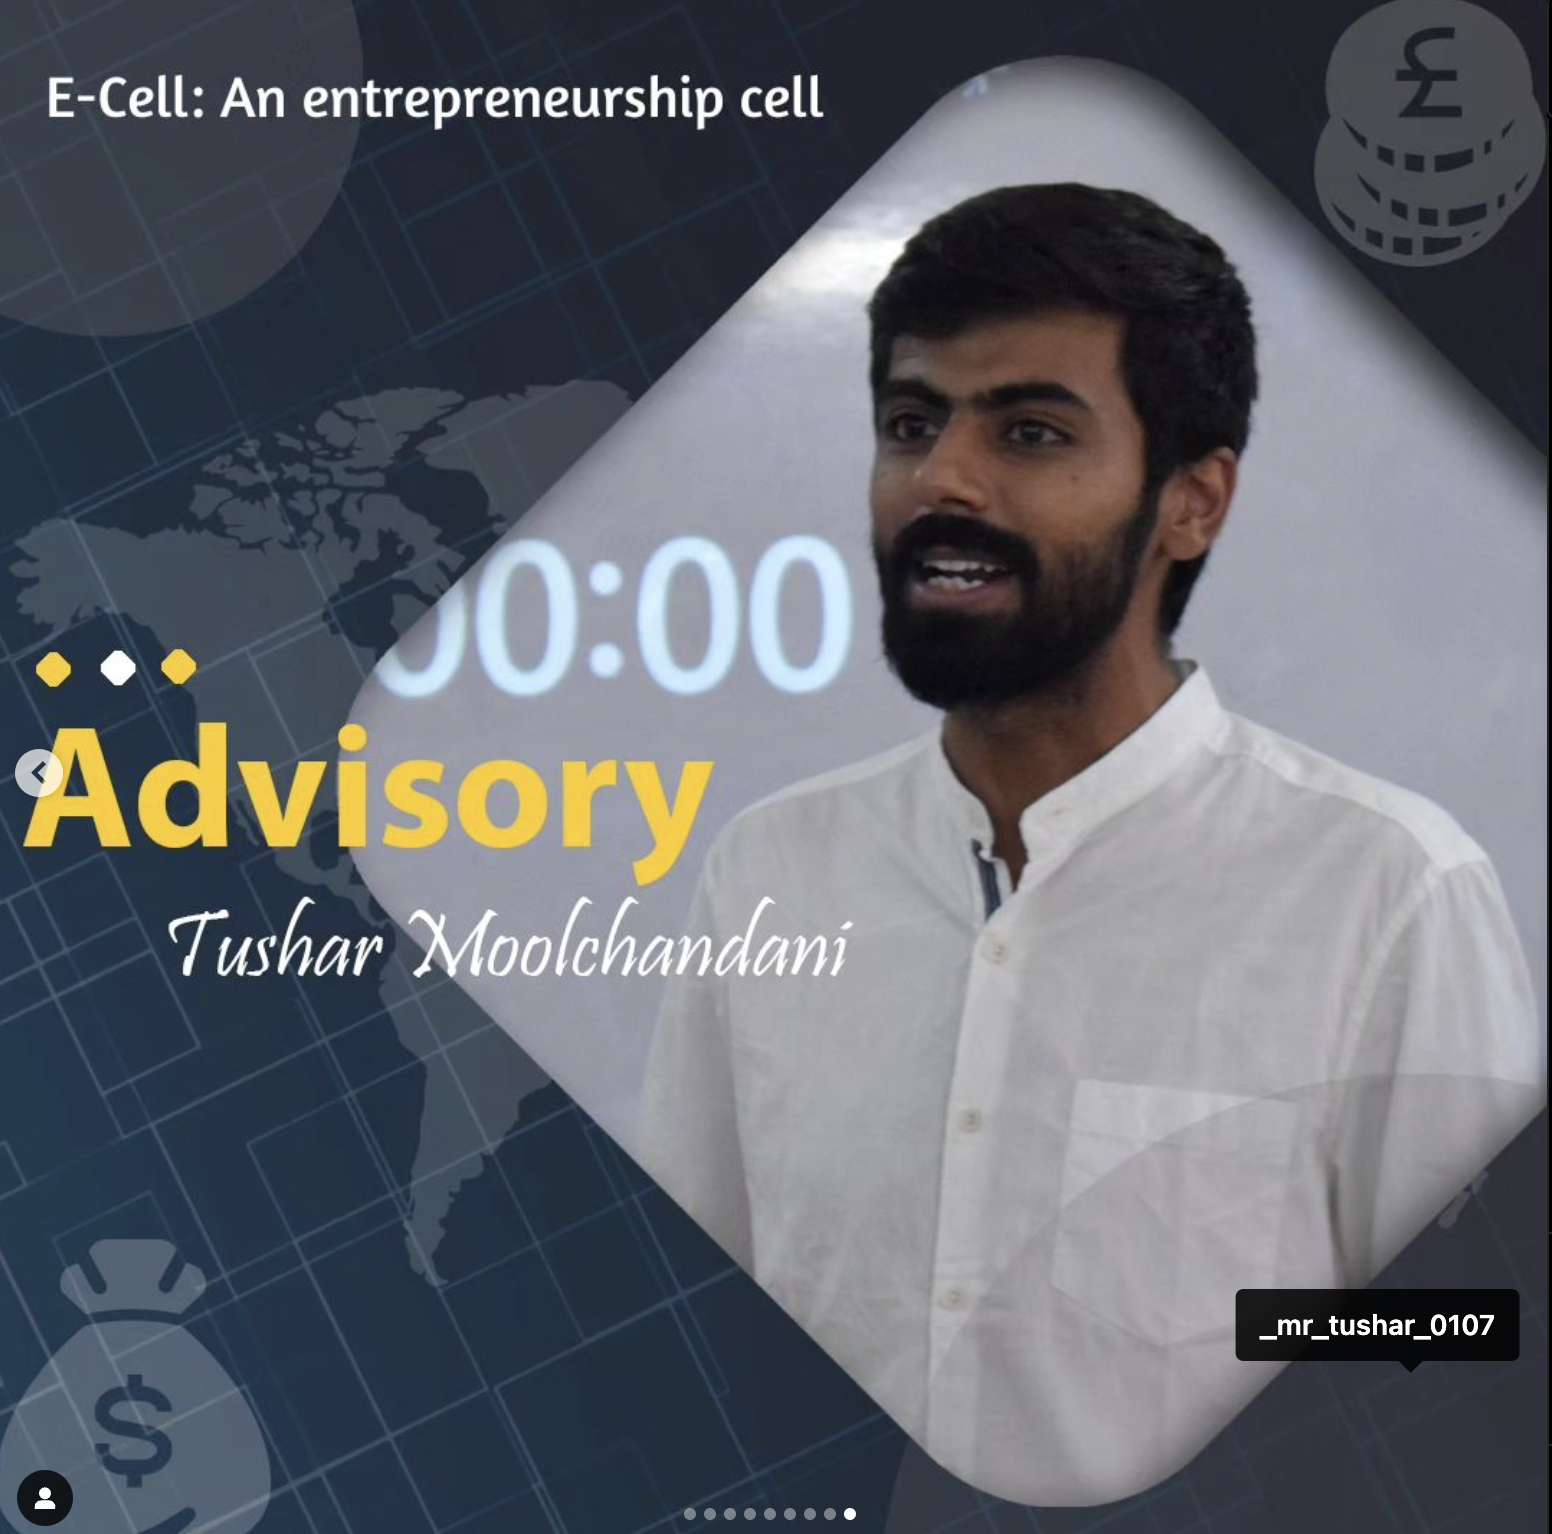 E-Cell: An entrepreneurship cell
£
00:00
Advisory
Tushar Moolchandani
_mr_tushar_0107
$